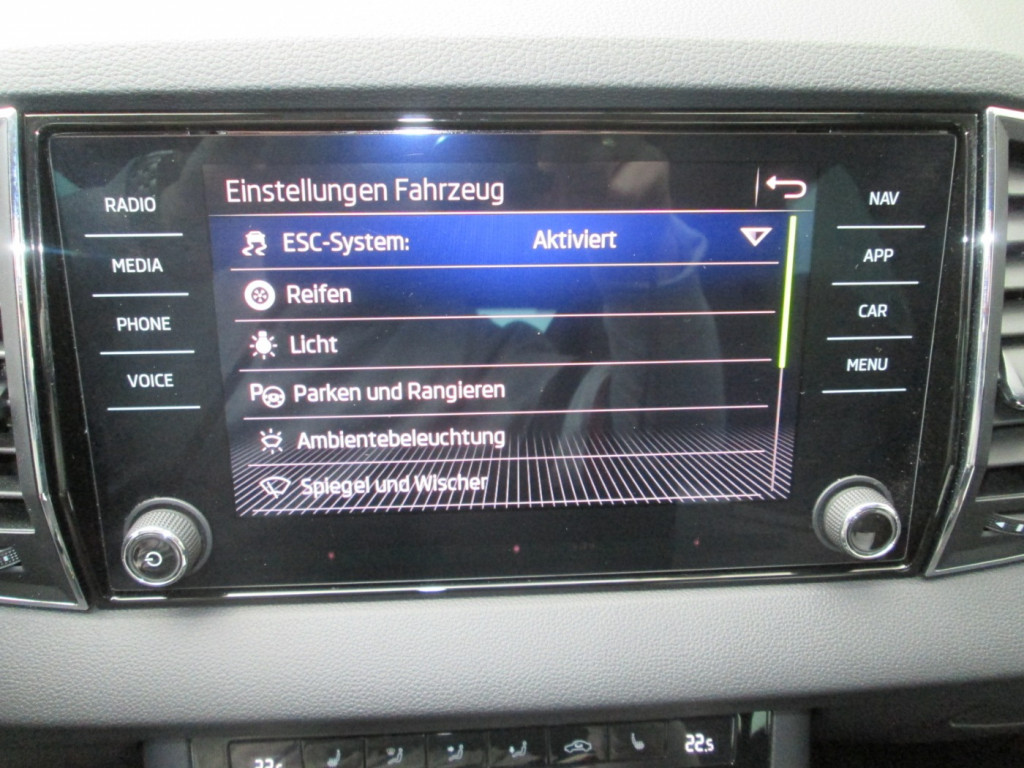 RADIO
MEDIA
PHONE
VOICE
Einstellungen Fahrzeug
ESC-System: Aktiviert
Reifen
Licht
Parken und Rangieren
Ambientebeleuchtung
Spiegel und Wischer
NAV
APP
CAR
MENU
22.5